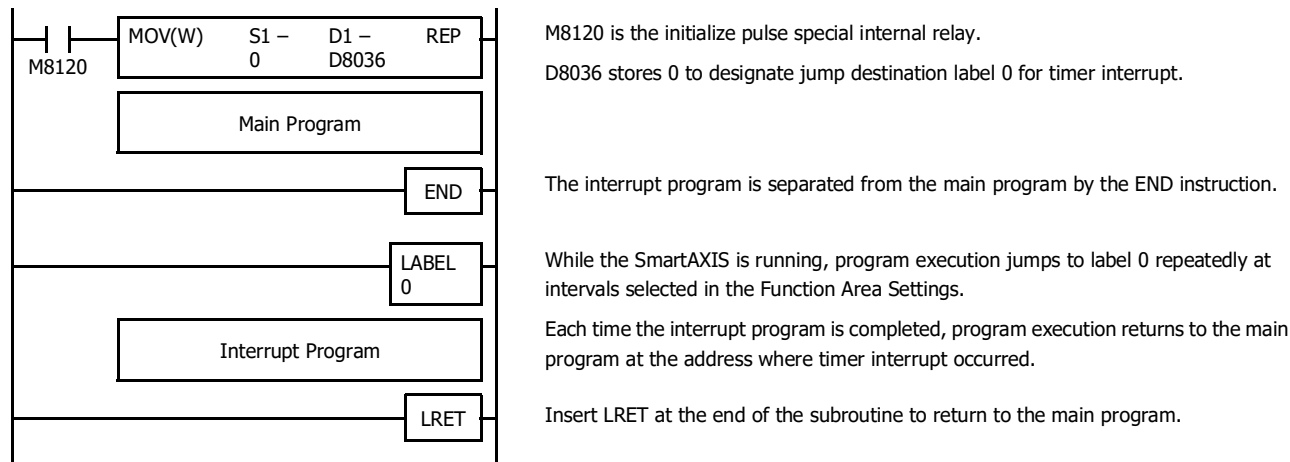 MOV(W) S1 – D1 – REP
0 D8036
M8120
M8120 is the initialize pulse special internal relay.
D8036 stores 0 to designate jump destination label 0 for timer interrupt.
Main Program
END
The interrupt program is separated from the main program by the END instruction.
LABEL
0
While the SmartAXIS is running, program execution jumps to label 0 repeatedly at
intervals selected in the Function Area Settings.
Interrupt Program
Each time the interrupt program is completed, program execution returns to the main
program at the address where timer interrupt occurred.
LRET
Insert LRET at the end of the subroutine to return to the main program.